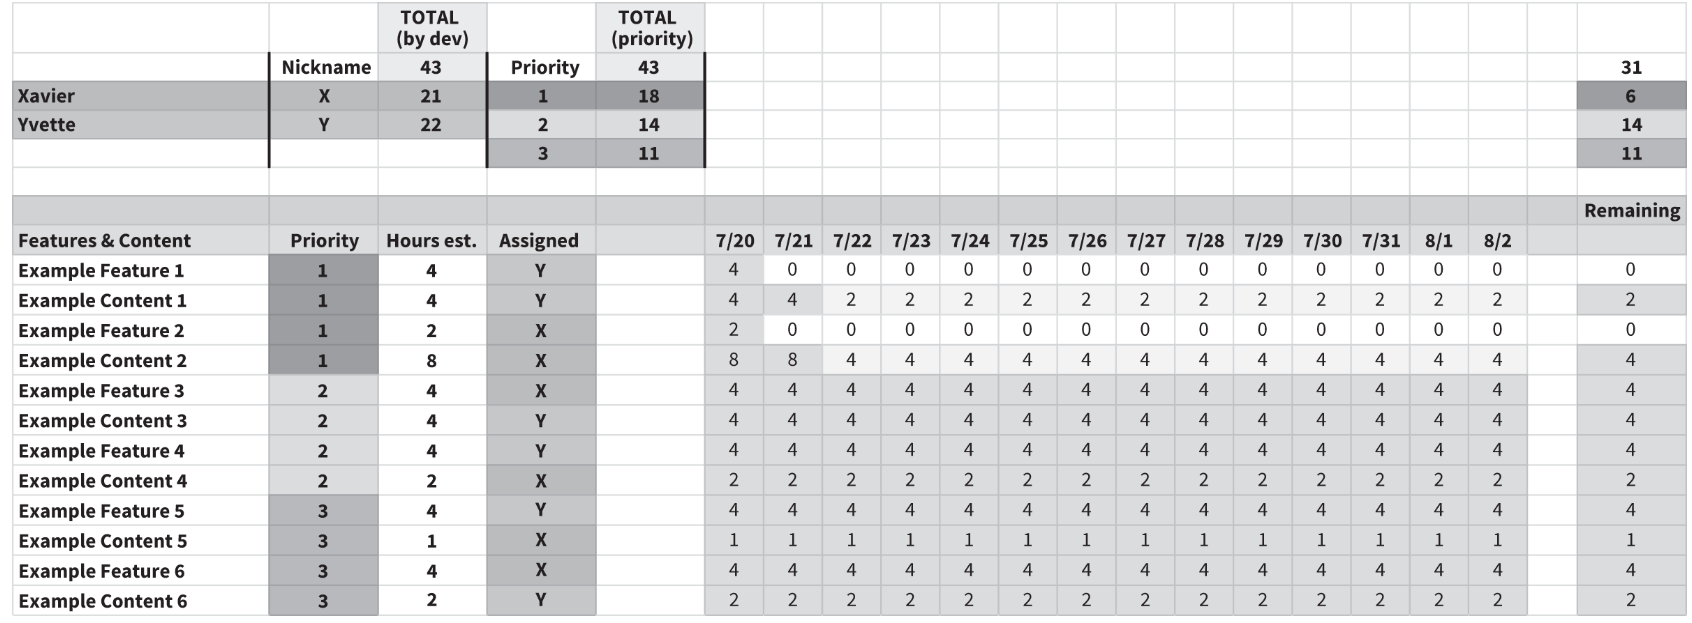 TOTAL TOTAL
(by dev) (priority)
Nickname 43 Priority 43 31
Xavier X 21 1 18 6
Yvette Y 22 2 14 14
3 11 11
Remaining
Features & Content Priority Hours est. Assigned 7/20 7/21 7/22 7/23 7/24 7/25 7/26 7/27 7/28 7/29 7/30 7/31 8/1 8/2
Example Feature 1 1 4 Y 4 0 0 0 0 0 0 0 0 0 0 0 0 0 0
Example Content 1 1 4 Y 4 4 2 2 2 2 2 2 2 2 2 2 2 2 2
Example Feature 2 1 2 X 2 0 0 0 0 0 0 0 0 0 0 0 0 0 0
Example Content 2 1 8 X 8 8 4 4 4 4 4 4 4 4 4 4 4 4 4
Example Feature 3 2 4 X 4 4 4 4 4 4 4 4 4 4 4 4 4 4 4
Example Content 3 2 4 Y 4 4 4 4 4 4 4 4 4 4 4 4 4 4 4
Example Feature 4 2 4 Y 4 4 4 4 4 4 4 4 4 4 4 4 4 4 4
Example Content 4 2 2 X 2 2 2 2 2 2 2 2 2 2 2 2 2 2 2
Example Feature 5 3 4 Y 4 4 4 4 4 4 4 4 4 4 4 4 4 4 4
Example Content 5 3 1 X 1 1 1 1 1 1 1 1 1 1 1 1 1 1 1
Example Feature 6 3 4 X 4 4 4 4 4 4 4 4 4 4 4 4 4 4 4
Example Content 6 3 2 Y 2 2 2 2 2 2 2 2 2 2 2 2 2 2 2